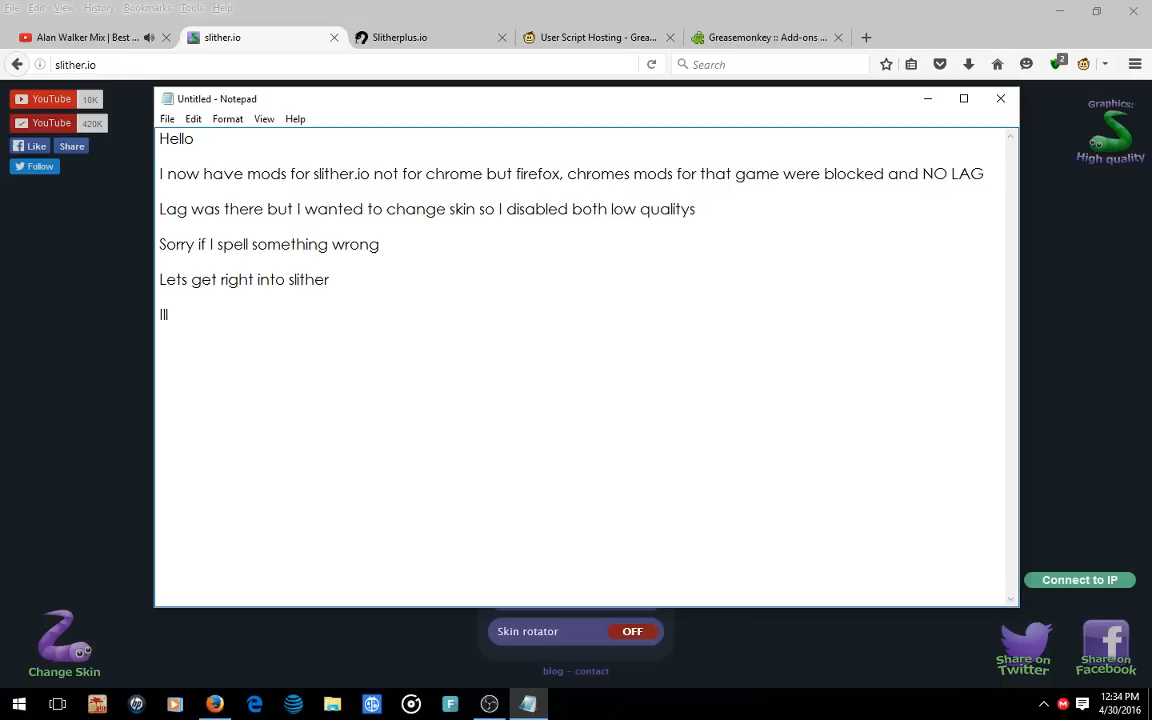 File Edit View History Bookmarks Tools Help
Alan Walker Mix | Best ...
slither.io
Slitherplus.io
User Script Hosting - Grea...
Greasemonkey :: Add-ons ...
slither.io
Search
2
YouTube 10K
YouTube 420K
Like Share
Follow
Graphics:
High quality
Untitled - Notepad
File Edit Format View Help
Hello
I now have mods for slither.io not for chrome but firefox, chromes mods for that game were blocked and NO LAG
Lag was there but I wanted to change skin so I disabled both low qualitys
Sorry if I spell something wrong
Lets get right into slither
Ill
Connect to IP
Skin rotator OFF
blog – contact
Change Skin
Share on Twitter
Share on Facebook
12:34 PM
4/30/2016